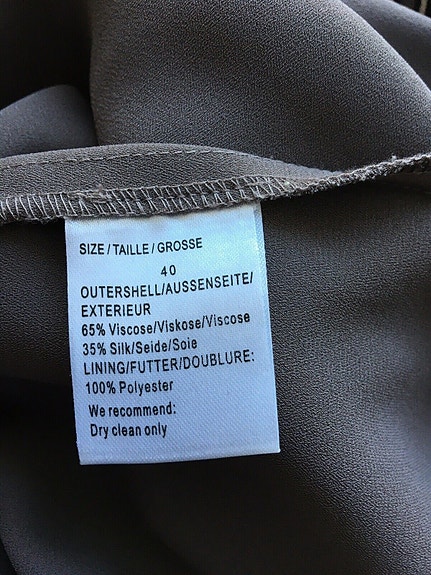 SIZE / TAILLE / GROSSE
40
OUTERSHELL/AUSSENSEITE/
EXTERIEUR
65% Viscose/Viskose/Viscose
35% Silk/Seide/Soie
LINING/FUTTER/DOUBLURE:
100% Polyester
We recommend:
Dry clean only